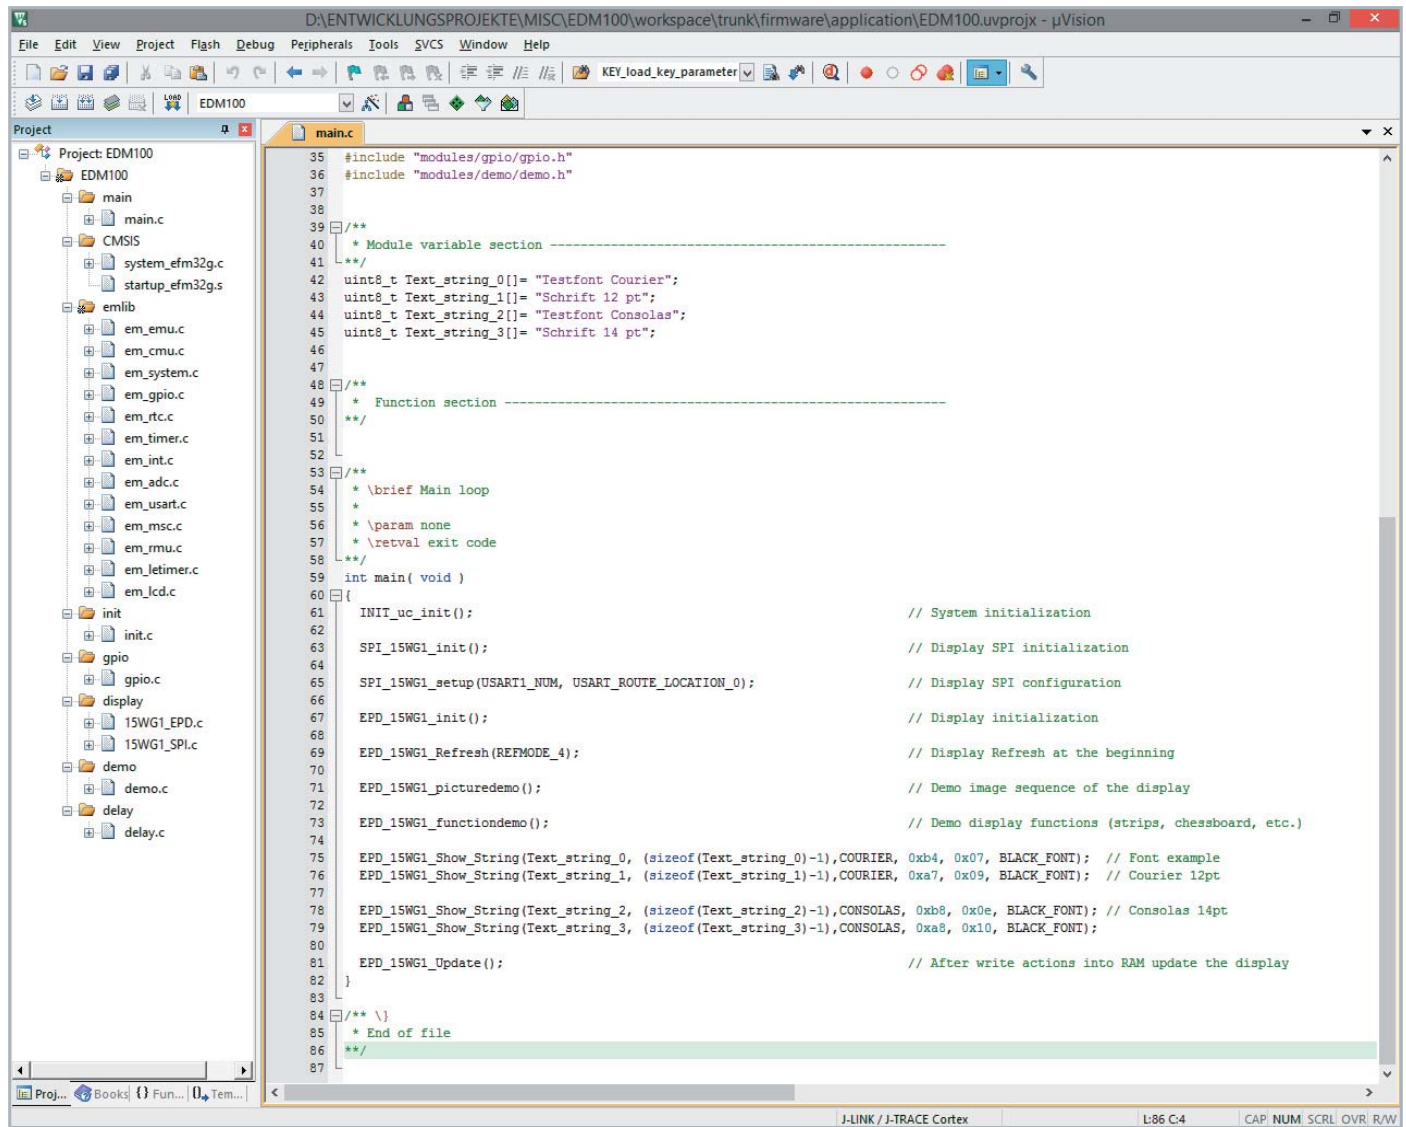 D:\ENTWICKLUNGSPROJEKTE\MISC\EDM100\workspace\trunk\firmware\application\EDM100.uvprojx - µVision
File Edit View Project Flash Debug Peripherals Tools SVCS Window Help
KEY_load_key_parameter
LOAD EDM100
Project
Project: EDM100
EDM100
main
main.c
CMSIS
system_efm32g.c
startup_efm32g.s
emlib
em_emu.c
em_cmu.c
em_system.c
em_gpio.c
em_rtc.c
em_timer.c
em_int.c
em_adc.c
em_usart.c
em_msc.c
em_rmu.c
em_letimer.c
em_lcd.c
init
init.c
gpio
gpio.c
display
15WG1_EPD.c
15WG1_SPI.c
demo
demo.c
delay
delay.c
Proj... Books {} Fun... 0 Tem...
main.c
35 #include "modules/gpio/gpio.h"
36 #include "modules/demo/demo.h"
37
38
39 /**
40 * Module variable section ----------------------------------------------------
41 **/
42 uint8_t Text_string_0[]= "Testfont Courier";
43 uint8_t Text_string_1[]= "Schrift 12 pt";
44 uint8_t Text_string_2[]= "Testfont Consolas";
45 uint8_t Text_string_3[]= "Schrift 14 pt";
46
47
48 /**
49 * Function section ----------------------------------------------------------
50 **/
51
52
53 /**
54 * \brief Main loop
55 *
56 * \param none
57 * \retval exit code
58 **/
59 int main( void )
60 {
61 INIT_uc_init(); // System initialization
62
63 SPI_15WG1_init(); // Display SPI initialization
64
65 SPI_15WG1_setup(USART1_NUM, USART_ROUTE_LOCATION_0); // Display SPI configuration
66
67 EPD_15WG1_init(); // Display initialization
68
69 EPD_15WG1_Refresh(REFMODE_4); // Display Refresh at the beginning
70
71 EPD_15WG1_picturedemo(); // Demo image sequence of the display
72
73 EPD_15WG1_functiondemo(); // Demo display functions (strips, chessboard, etc.)
74
75 EPD_15WG1_Show_String(Text_string_0, (sizeof(Text_string_0)-1),COURIER, 0xb4, 0x07, BLACK_FONT); // Font example
76 EPD_15WG1_Show_String(Text_string_1, (sizeof(Text_string_1)-1),COURIER, 0xa7, 0x09, BLACK_FONT); // Courier 12pt
77
78 EPD_15WG1_Show_String(Text_string_2, (sizeof(Text_string_2)-1),CONSOLAS, 0xb8, 0x0e, BLACK_FONT); // Consolas 14pt
79 EPD_15WG1_Show_String(Text_string_3, (sizeof(Text_string_3)-1),CONSOLAS, 0xa8, 0x10, BLACK_FONT);
80
81 EPD_15WG1_Update(); // After write actions into RAM update the display
82 }
83
84 /** \}
85 * End of file
86 **/
87
J-LINK / J-TRACE Cortex L:86 C:4 CAP NUM SCRL OVR R/W